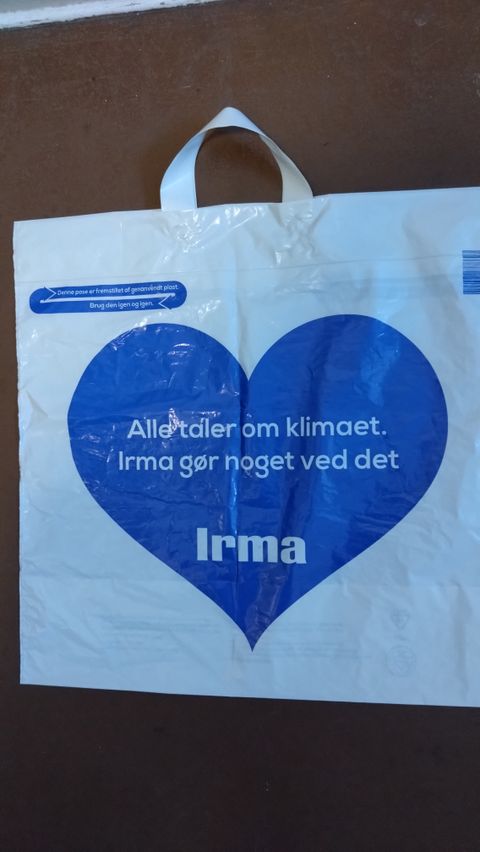 Denne pose er fremstillet af genanvendt plast.
Brug den igen og igen.
Alle taler om klimaet.
Irma gør noget ved det
Irma